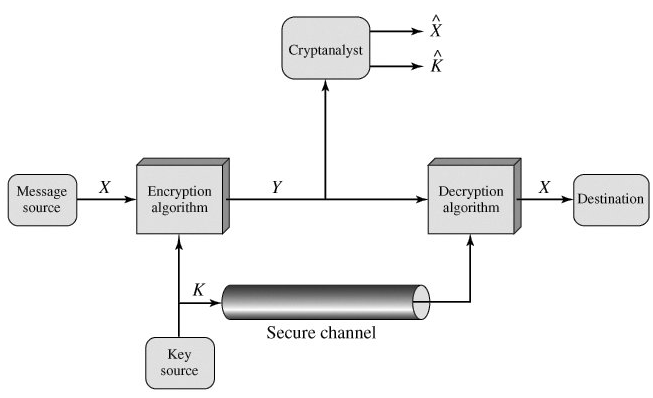 X̂
Cryptanalyst
K̂
Message
source
X
Encryption
algorithm
Y
Decryption
algorithm
X
Destination
K
Secure channel
Key
source